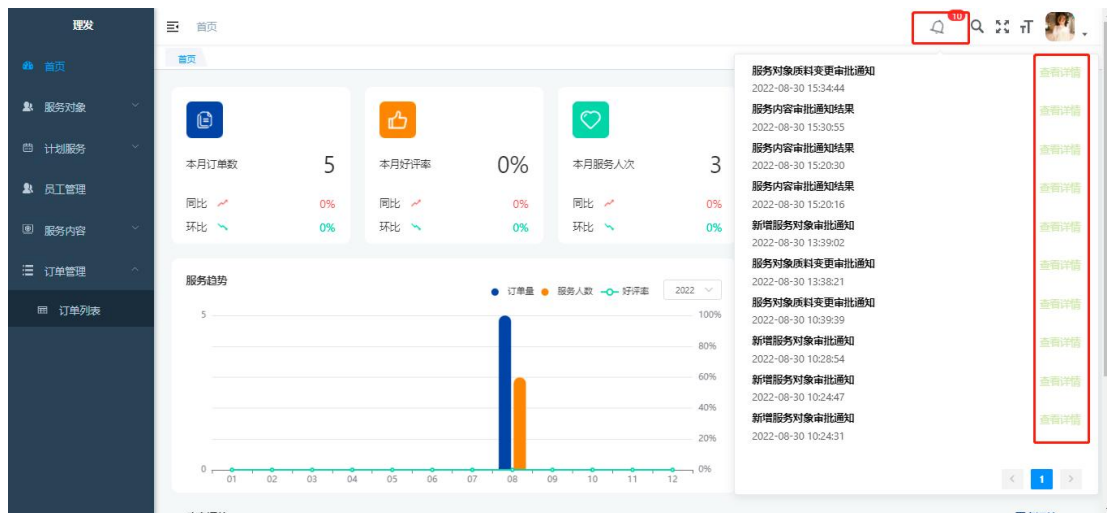 理发
首页
10
首页
首页
服务对象
计划服务
员工管理
服务内容
订单管理
订单列表
本月订单数
5
同比
0%
环比
0%
本月好评率
0%
同比
0%
环比
0%
本月服务人次
3
同比
0%
环比
0%
服务趋势
订单量
服务人数
好评率
2022
5
0
100%
80%
60%
40%
20%
0%
01 02 03 04 05 06 07 08 09 10 11 12
服务对象质料变更审批通知
查看详情
2022-08-30 15:34:44
服务内容审批通知结果
查看详情
2022-08-30 15:30:55
服务内容审批通知结果
查看详情
2022-08-30 15:20:30
服务内容审批通知结果
查看详情
2022-08-30 15:20:16
新增服务对象审批通知
查看详情
2022-08-30 13:39:02
服务对象质料变更审批通知
查看详情
2022-08-30 13:38:21
服务对象质料变更审批通知
查看详情
2022-08-30 10:39:39
新增服务对象审批通知
查看详情
2022-08-30 10:28:54
新增服务对象审批通知
查看详情
2022-08-30 10:24:47
新增服务对象审批通知
查看详情
2022-08-30 10:24:31
1